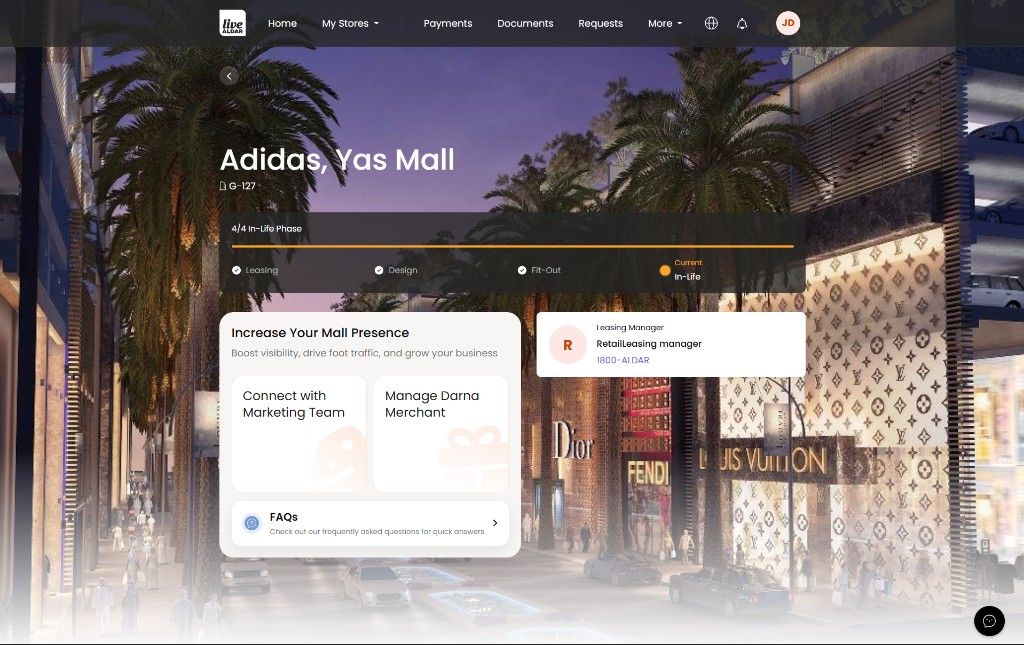 live
ALDAR
Home
My Stores
Payments
Documents
Requests
More
JD
Adidas, Yas Mall
G-127
4/4 In-Life Phase
Leasing
Design
Fit-Out
Current
In-Life
Increase Your Mall Presence
Boost visibility, drive foot traffic, and grow your business
Connect with
Marketing Team
Manage Darna
Merchant
FAQs
Check out our frequently asked questions for quick answers
R
Leasing Manager
RetailLeasing manager
1800-ALDAR
Dior
FENDI
LOUIS VUITTON